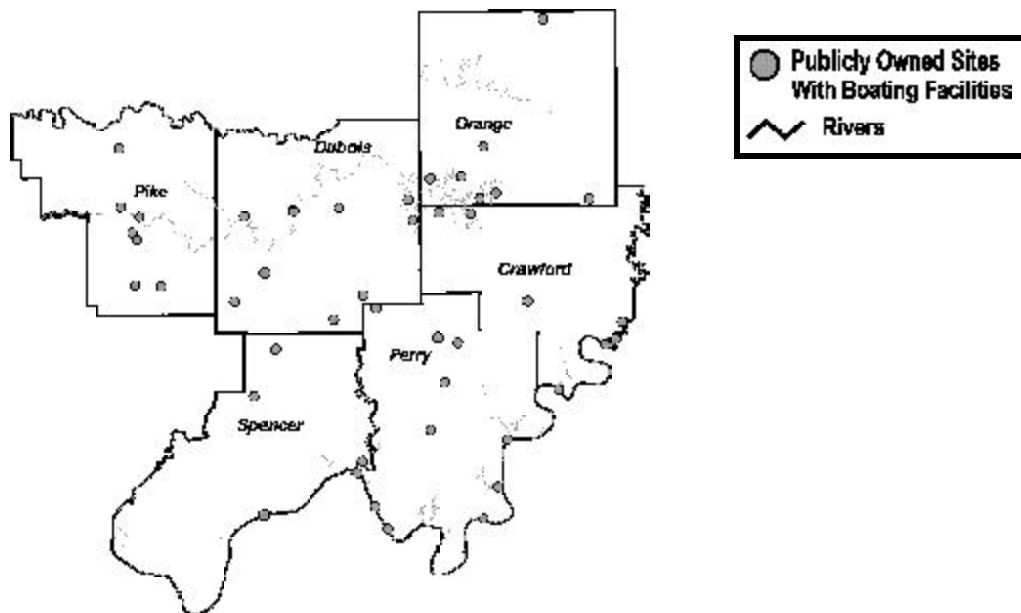 Publicly Owned Sites
With Boating Facilities
Rivers
Orange
Dubois
Pike
Crawford
Perry
Spencer